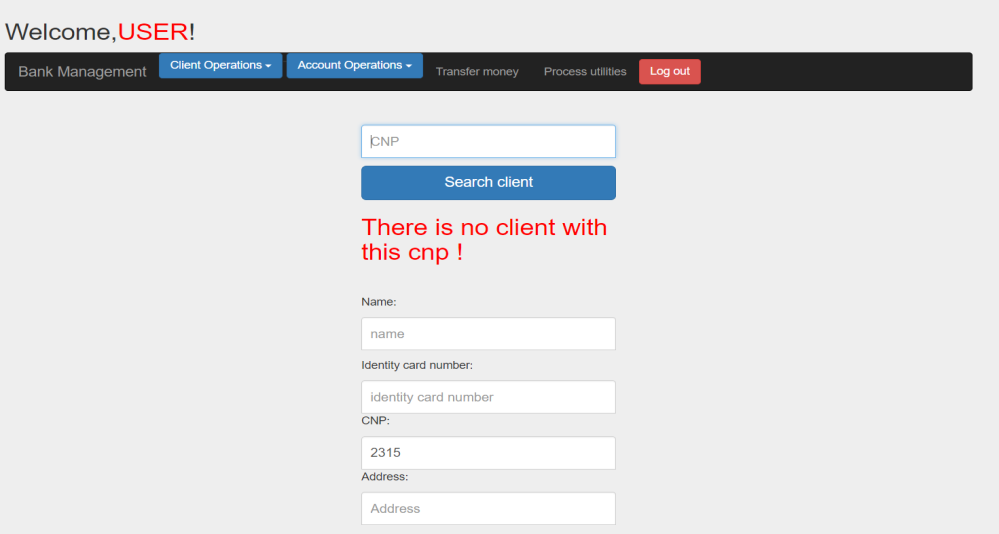 Welcome,USER!
Bank Management Client Operations Account Operations Transfer money Process utilities Log out
CNP
Search client
There is no client with
this cnp !
Name:
name
Identity card number:
identity card number
CNP:
2315
Address:
Address